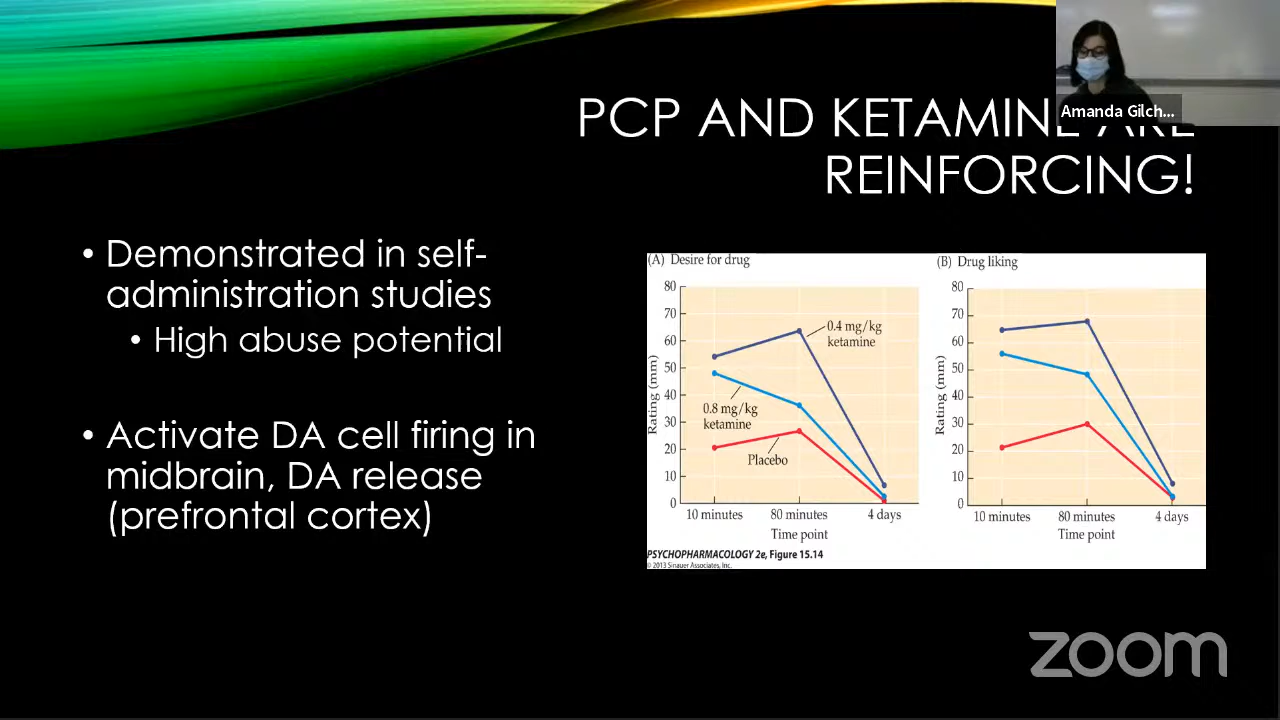 Amanda Gilch...
PCP AND KETAMINE ARE
REINFORCING!
• Demonstrated in self-
administration studies
• High abuse potential
• Activate DA cell firing in
midbrain, DA release
(prefrontal cortex)
(A) Desire for drug
80
70
60
50
40
30
20
10
0
Rating (mm)
0.4 mg/kg
ketamine
0.8 mg/kg
ketamine
Placebo
10 minutes 80 minutes 4 days
Time point
(B) Drug liking
80
70
60
50
40
30
20
10
0
Rating (mm)
10 minutes 80 minutes 4 days
Time point
PSYCHOPHARMACOLOGY 2e, Figure 15.14
© 2013 Sinauer Associates, Inc.
zoom